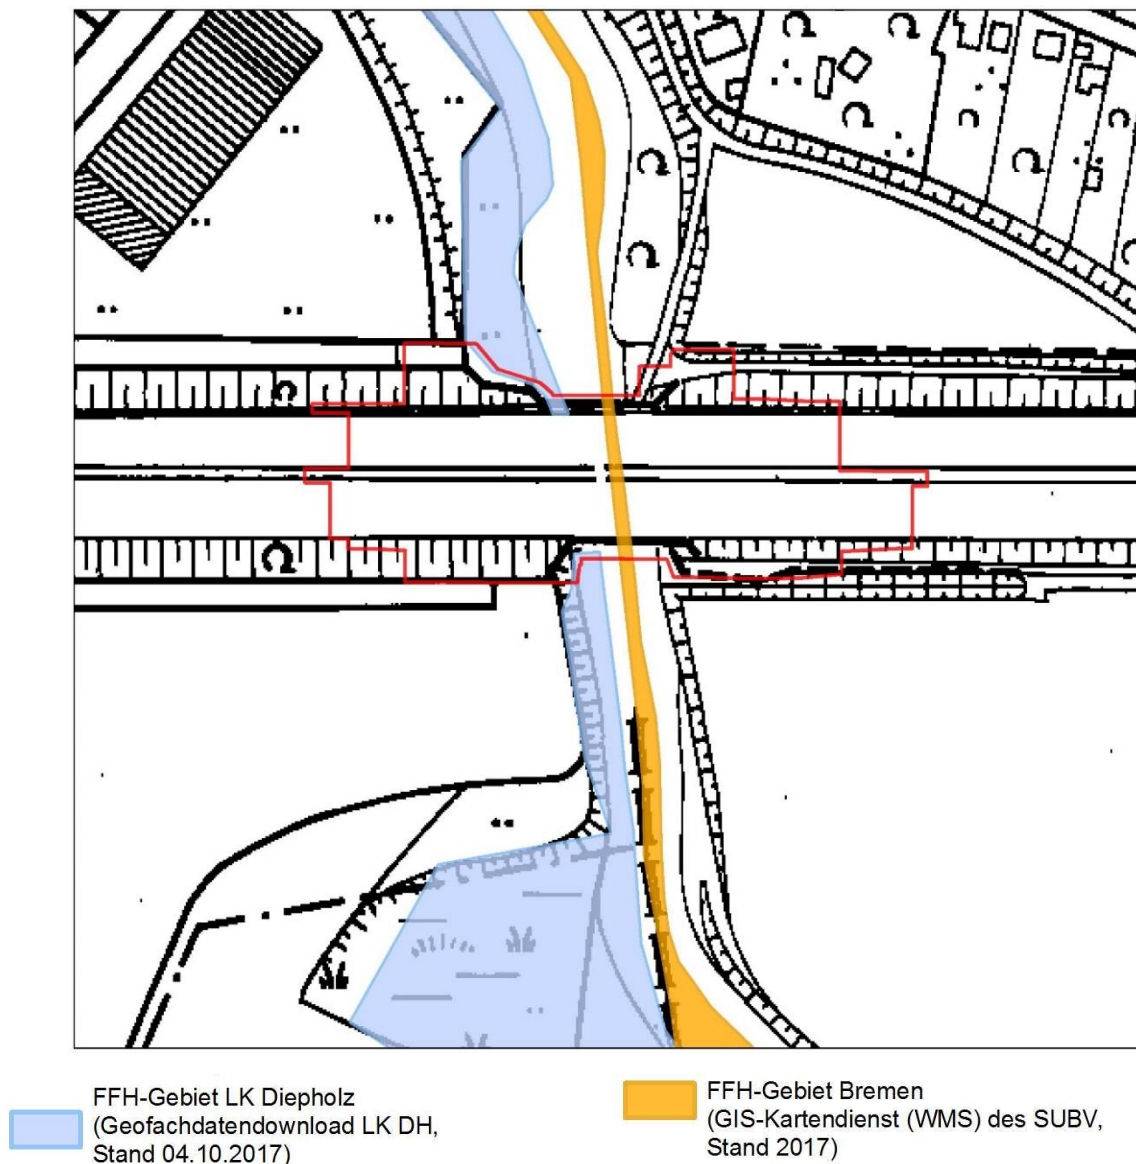 FFH-Gebiet LK Diepholz
(Geofachdatendownload LK DH,
Stand 04.10.2017)
FFH-Gebiet Bremen
(GIS-Kartendienst (WMS) des SUBV,
Stand 2017)